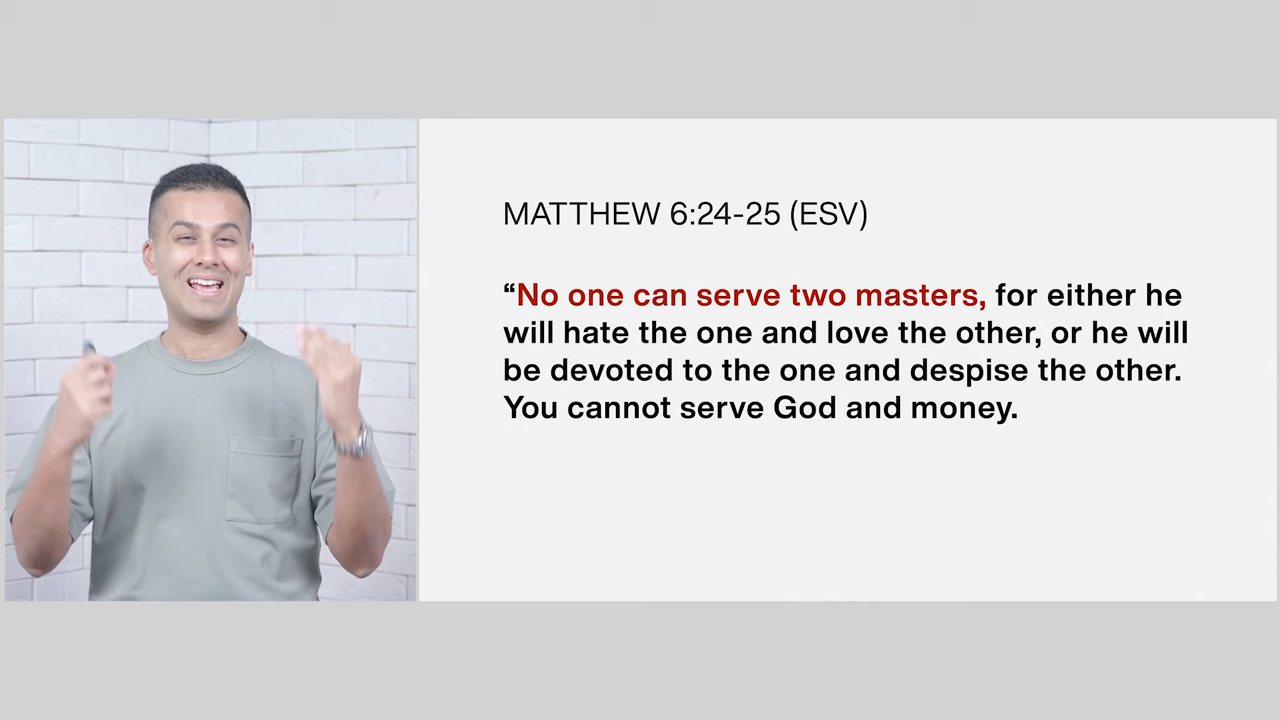 MATTHEW 6:24-25 (ESV)
“No one can serve two masters, for either he
will hate the one and love the other, or he will
be devoted to the one and despise the other.
You cannot serve God and money.